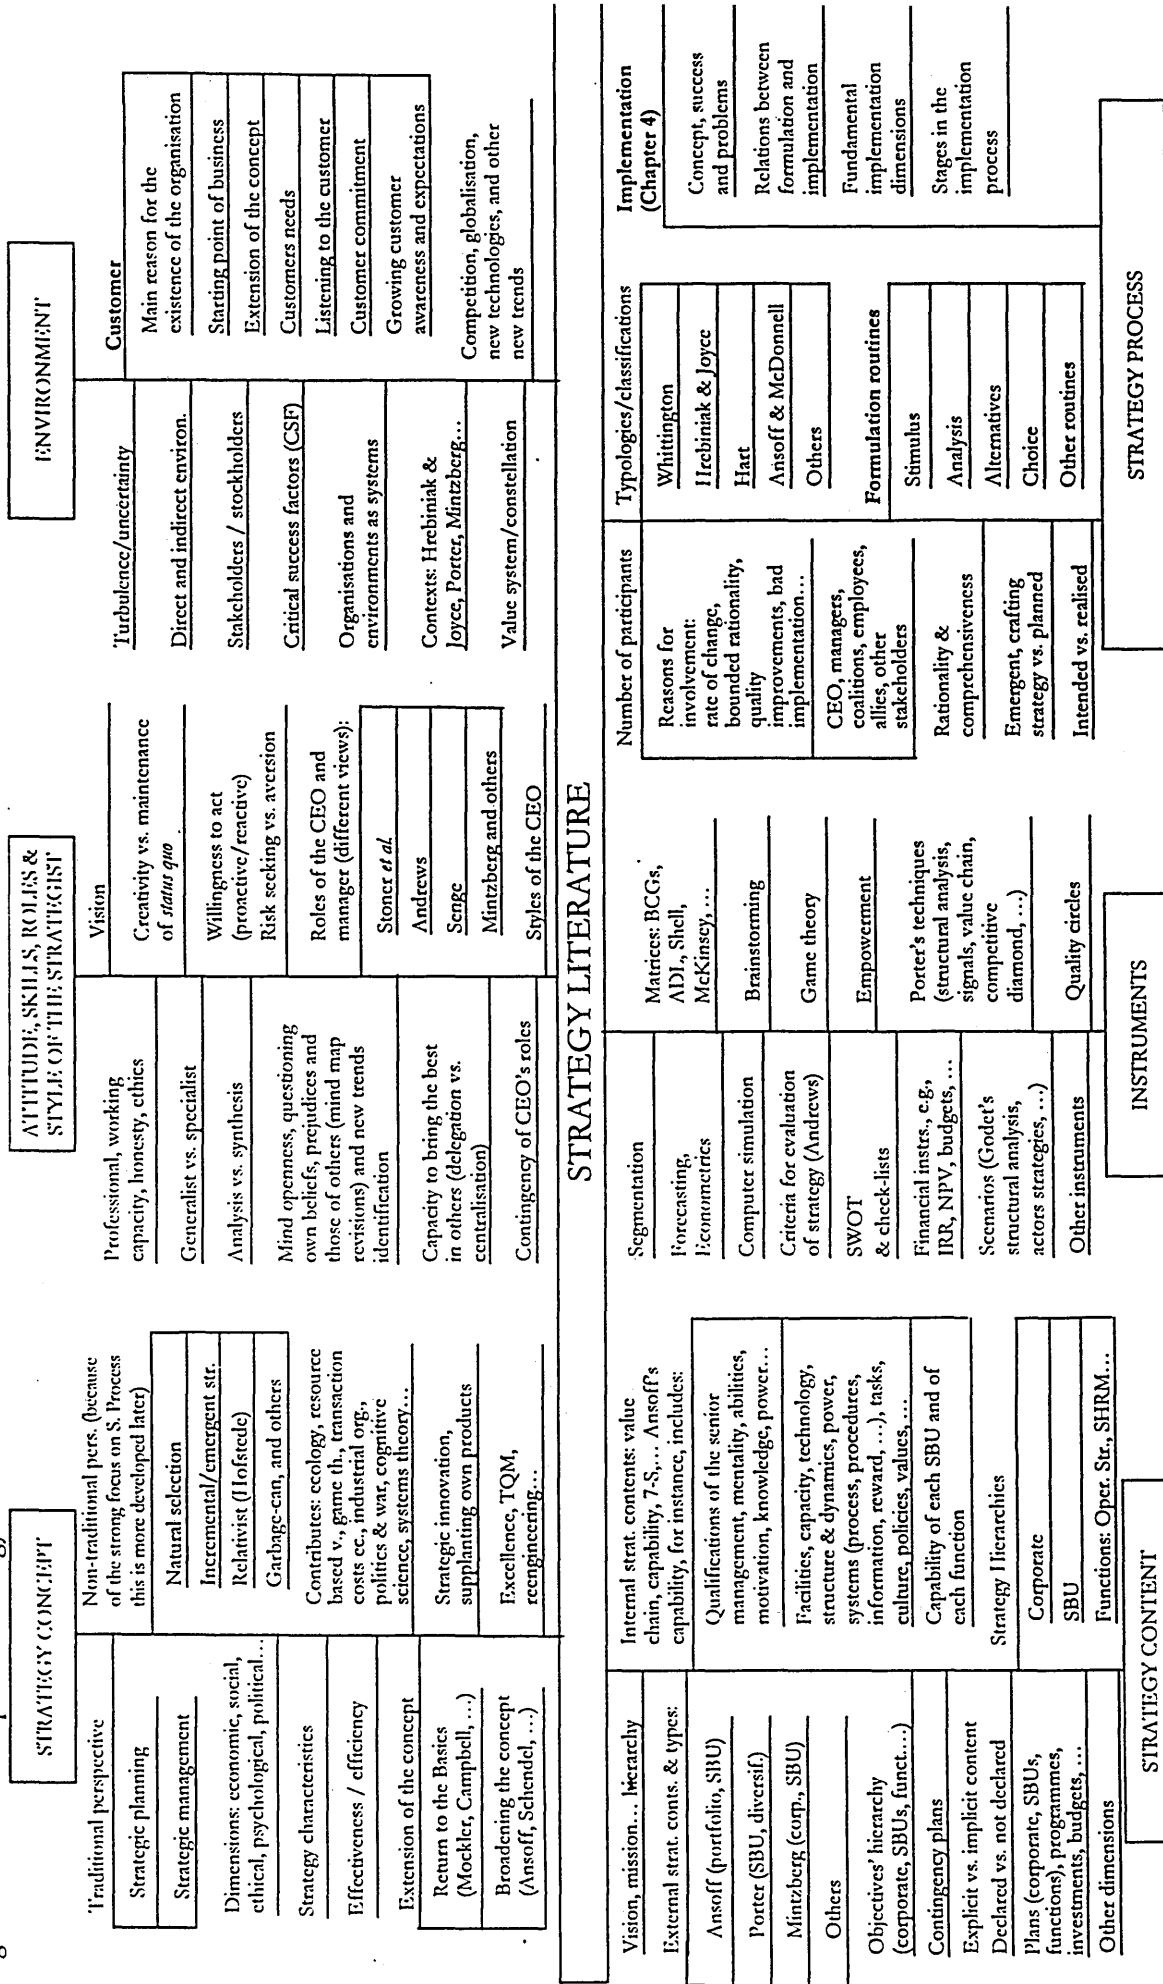 STRATEGY CONCEPT
Traditional perspective
Strategic planning
Strategic management
Dimensions: economic, social,
ethical, psychological, political...
Strategy characteristics
Effectiveness / efficiency
Extension of the concept
Return to the Basics
(Mockler, Campbell, ...)
Broadening the concept
(Ansoff, Schendel, ...)
Non-traditional pers. (because
of the strong focus on S. Process
this is more developed later)
Natural selection
Incremental/emergent str.
Relativist (Hofstede)
Garbage-can, and others
Contributes: ecology, resource
based v., game th., transaction
costs ec., industrial org.,
politics & war, cognitive
science, systems theory...
Strategic innovation,
supplanting own products
Excellence, TQM,
reengineering...
ATTITUDE, SKILLS, ROLES &
STYLE OF THE STRATEGIST
Professional, working
capacity, honesty, ethics
Generalist vs. specialist
Analysis vs. synthesis
Mind openness, questioning
own beliefs, prejudices and
those of others (mind map
revisions) and new trends
identification
Capacity to bring the best
in others (delegation vs.
centralisation)
Contingency of CEO's roles
Vision
Creativity vs. maintenance
of status quo
Willingness to act
(proactive/reactive)
Risk seeking vs. aversion
Roles of the CEO and
manager (different views):
Stoner et al.
Andrews
Senge
Mintzberg and others
Styles of the CEO
ENVIRONMENT
Turbulence/uncertainty
Direct and indirect environ.
Stakeholders / stockholders
Critical success factors (CSF)
Organisations and
environments as systems
Contexts: Hrebiniak &
Joyce, Porter, Mintzberg...
Value system/constellation
Customer
Main reason for the
existence of the organisation
Starting point of business
Extension of the concept
Customers needs
Listening to the customer
Customer commitment
Growing customer
awareness and expectations
Competition, globalisation,
new technologies, and other
new trends
STRATEGY LITERATURE
Vision, mission... hierarchy
External strat. conts. & types:
Ansoff (portfolio, SBU)
Porter (SBU, diversif.)
Mintzberg (corp., SBU)
Others
Objectives' hierarchy
(corporate, SBUs, funct...)
Contingency plans
Explicit vs. implicit content
Declared vs. not declared
Plans (corporate, SBUs,
functions), programmes,
investments, budgets, ...
Other dimensions
Internal strat. contents: value
chain, capability, 7-S,... Ansoff's
capability, for instance, includes:
Qualifications of the senior
management, mentality, abilities,
motivation, knowledge, power...
Facilities, capacity, technology,
structure & dynamics, power,
systems (process, procedures,
information, reward, ...), tasks,
culture, policies, values, ...
Capability of each SBU and of
each function
Strategy Hierarchies
Corporate
SBU
Functions: Oper. Str., SHRM...
STRATEGY CONTENT
Segmentation
Forecasting,
Econometrics
Computer simulation
Criteria for evaluation
of strategy (Andrews)
SWOT
& check-lists
Financial instrs., e.g.,
IRR, NPV, budgets, ...
Scenarios (Godet's
structural analysis,
actors strategies, ...)
Other instruments
Matrices: BCGs,
ADL, Shell,
McKinsey, ...
Brainstorming
Game theory
Empowerment
Porter's techniques
(structural analysis,
signals, value chain,
competitive
diamond, ...)
Quality circles
INSTRUMENTS
Number of participants
Reasons for
involvement:
rate of change,
bounded rationality,
quality
improvements, bad
implementation...
CEO, managers,
coalitions, employees,
allies, other
stakeholders
Rationality &
comprehensiveness
Emergent, crafting
strategy vs. planned
Intended vs. realised
Typologies/classifications
Whittington
Hrebiniak & Joyce
Hart
Ansoff & McDonnell
Others
Formulation routines
Stimulus
Analysis
Alternatives
Choice
Other routines
Implementation
(Chapter 4)
Concept, success
and problems
Relations between
formulation and
implementation
Fundamental
implementation
dimensions
Stages in the
implementation
process
STRATEGY PROCESS